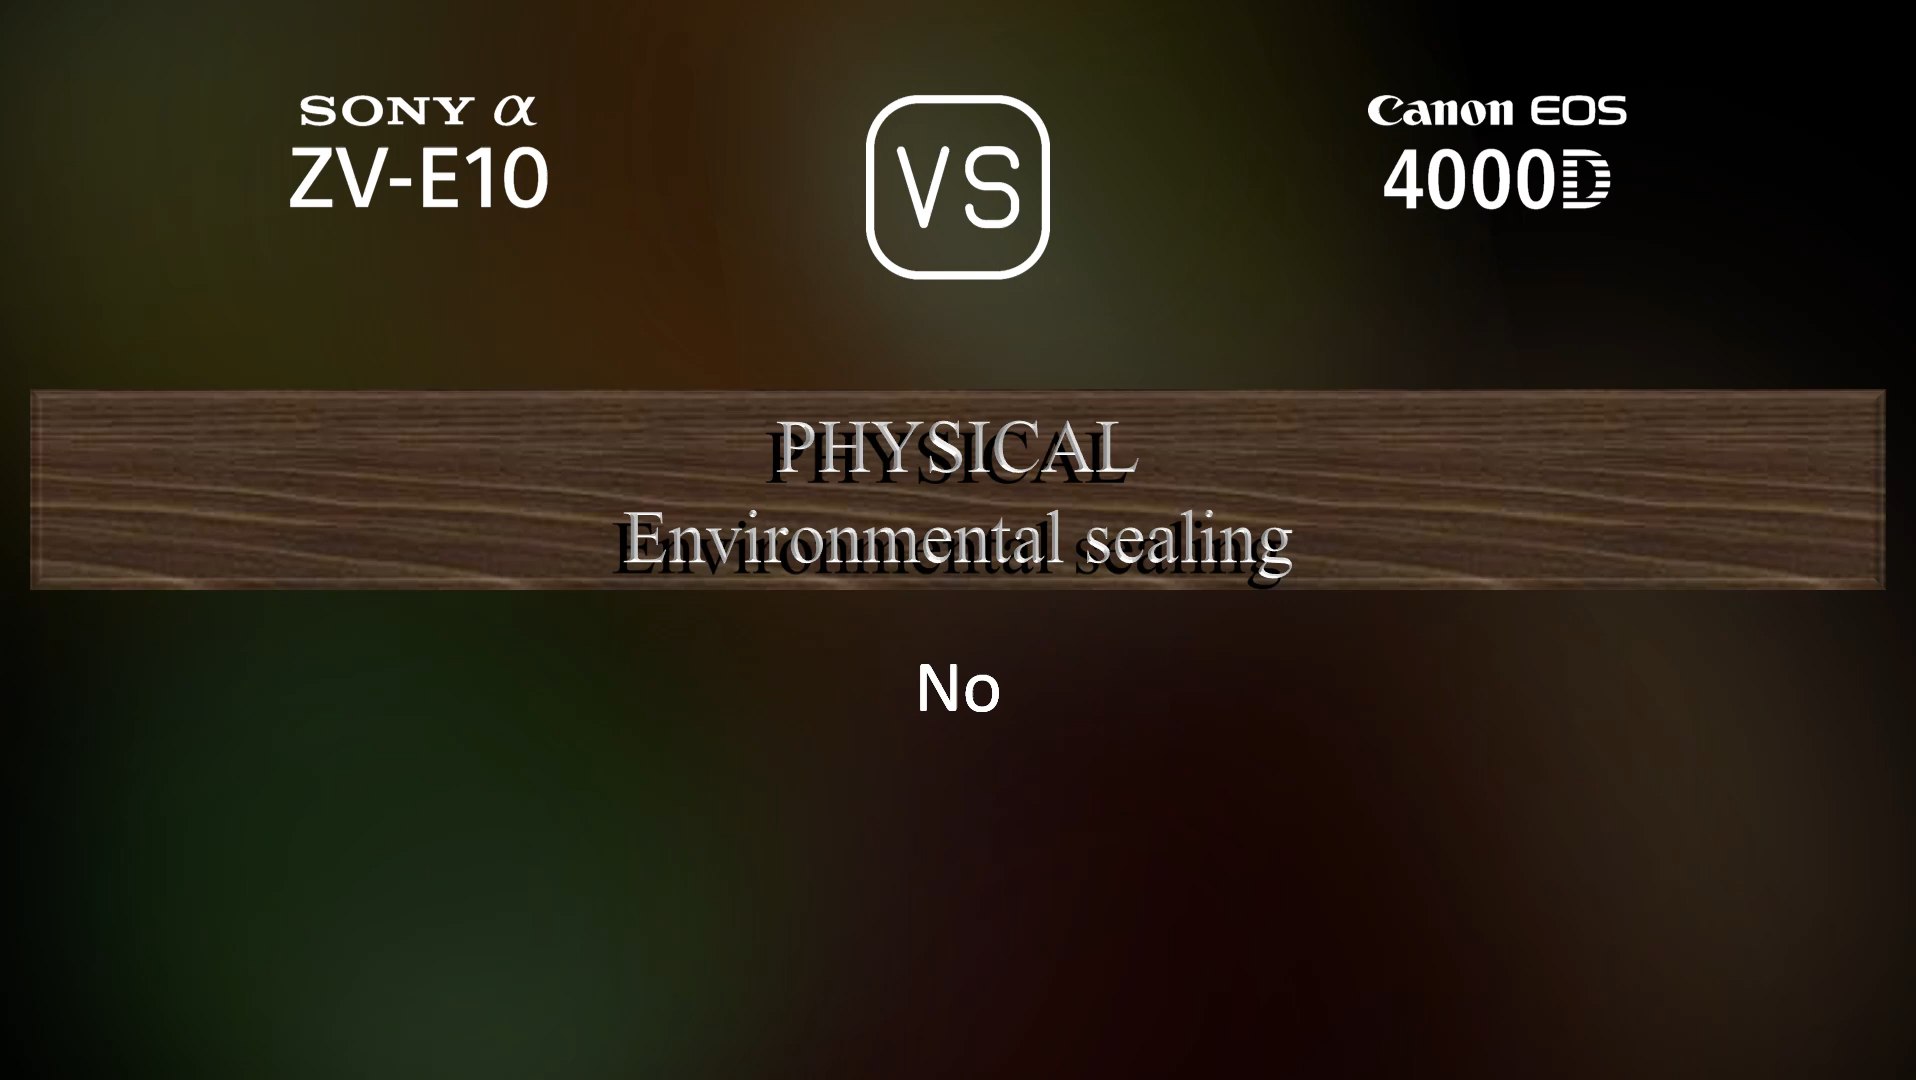 SONY α
ZV-E10
VS
Canon EOS
4000D
PHYSICAL
Environmental sealing
No